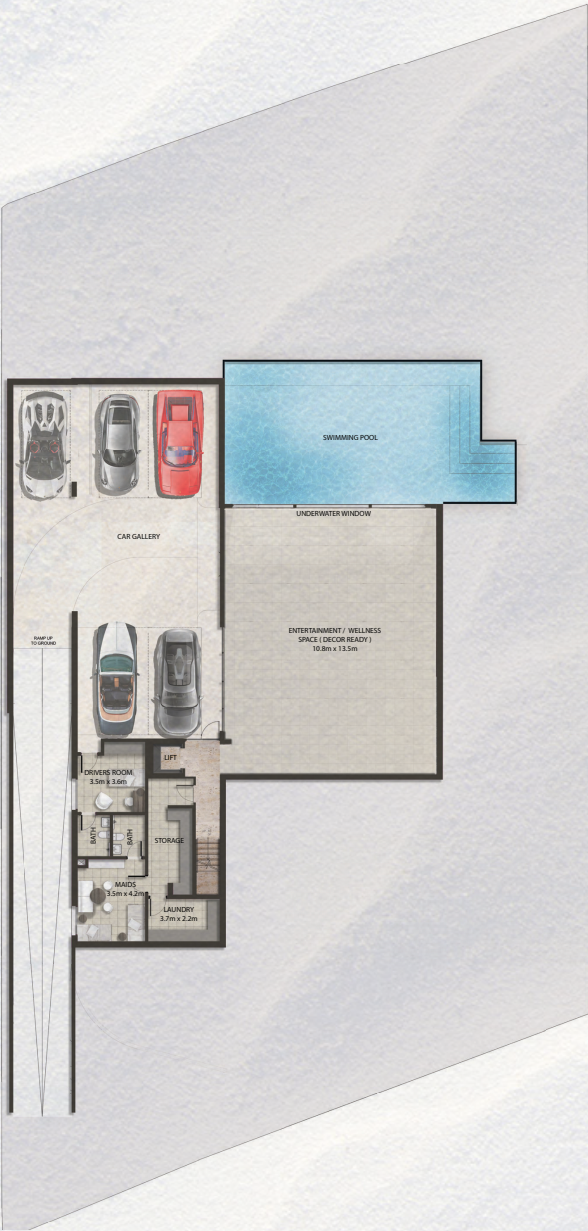 SWIMMING POOL
UNDERWATER WINDOW
CAR GALLERY
ENTERTAINMENT / WELLNESS
SPACE ( DECOR READY )
10.8m x 13.5m
RAMP UP
TO GROUND
LIFT
DRIVERS ROOM
3.5m x 3.6m
BATH
BATH
STORAGE
MAIDS
3.5m x 4.2m
LAUNDRY
3.7m x 2.2m